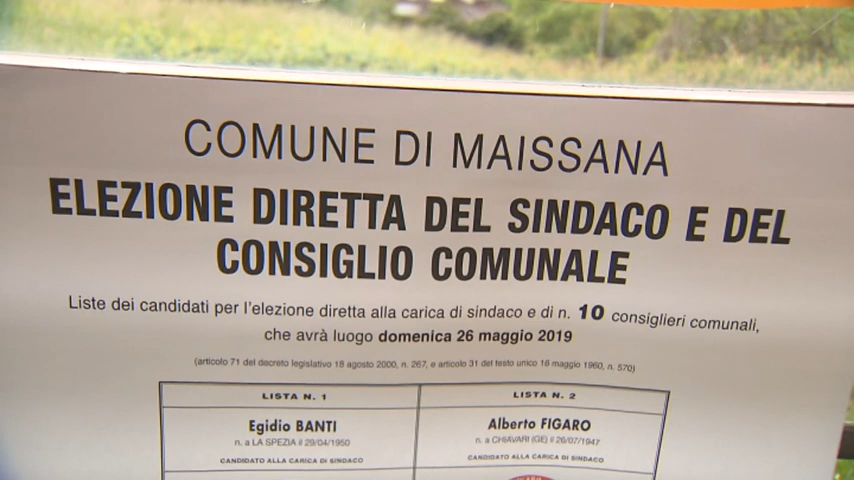 COMUNE DI MAISSANA
ELEZIONE DIRETTA DEL SINDACO E DEL
CONSIGLIO COMUNALE
Liste dei candidati per l'elezione diretta alla carica di sindaco e di n. 10 consiglieri comunali,
che avrà luogo domenica 26 maggio 2019
(articolo 71 del decreto legislativo 18 agosto 2000, n. 267, e articolo 31 del testo unico 16 maggio 1960, n. 570)
LISTA N. 1
Egidio BANTI
n. a LA SPEZIA il 29/04/1950
CANDIDATO ALLA CARICA DI SINDACO
LISTA N. 2
Alberto FIGARO
n. a CHIAVARI (GE) il 26/07/1947
CANDIDATO ALLA CARICA DI SINDACO